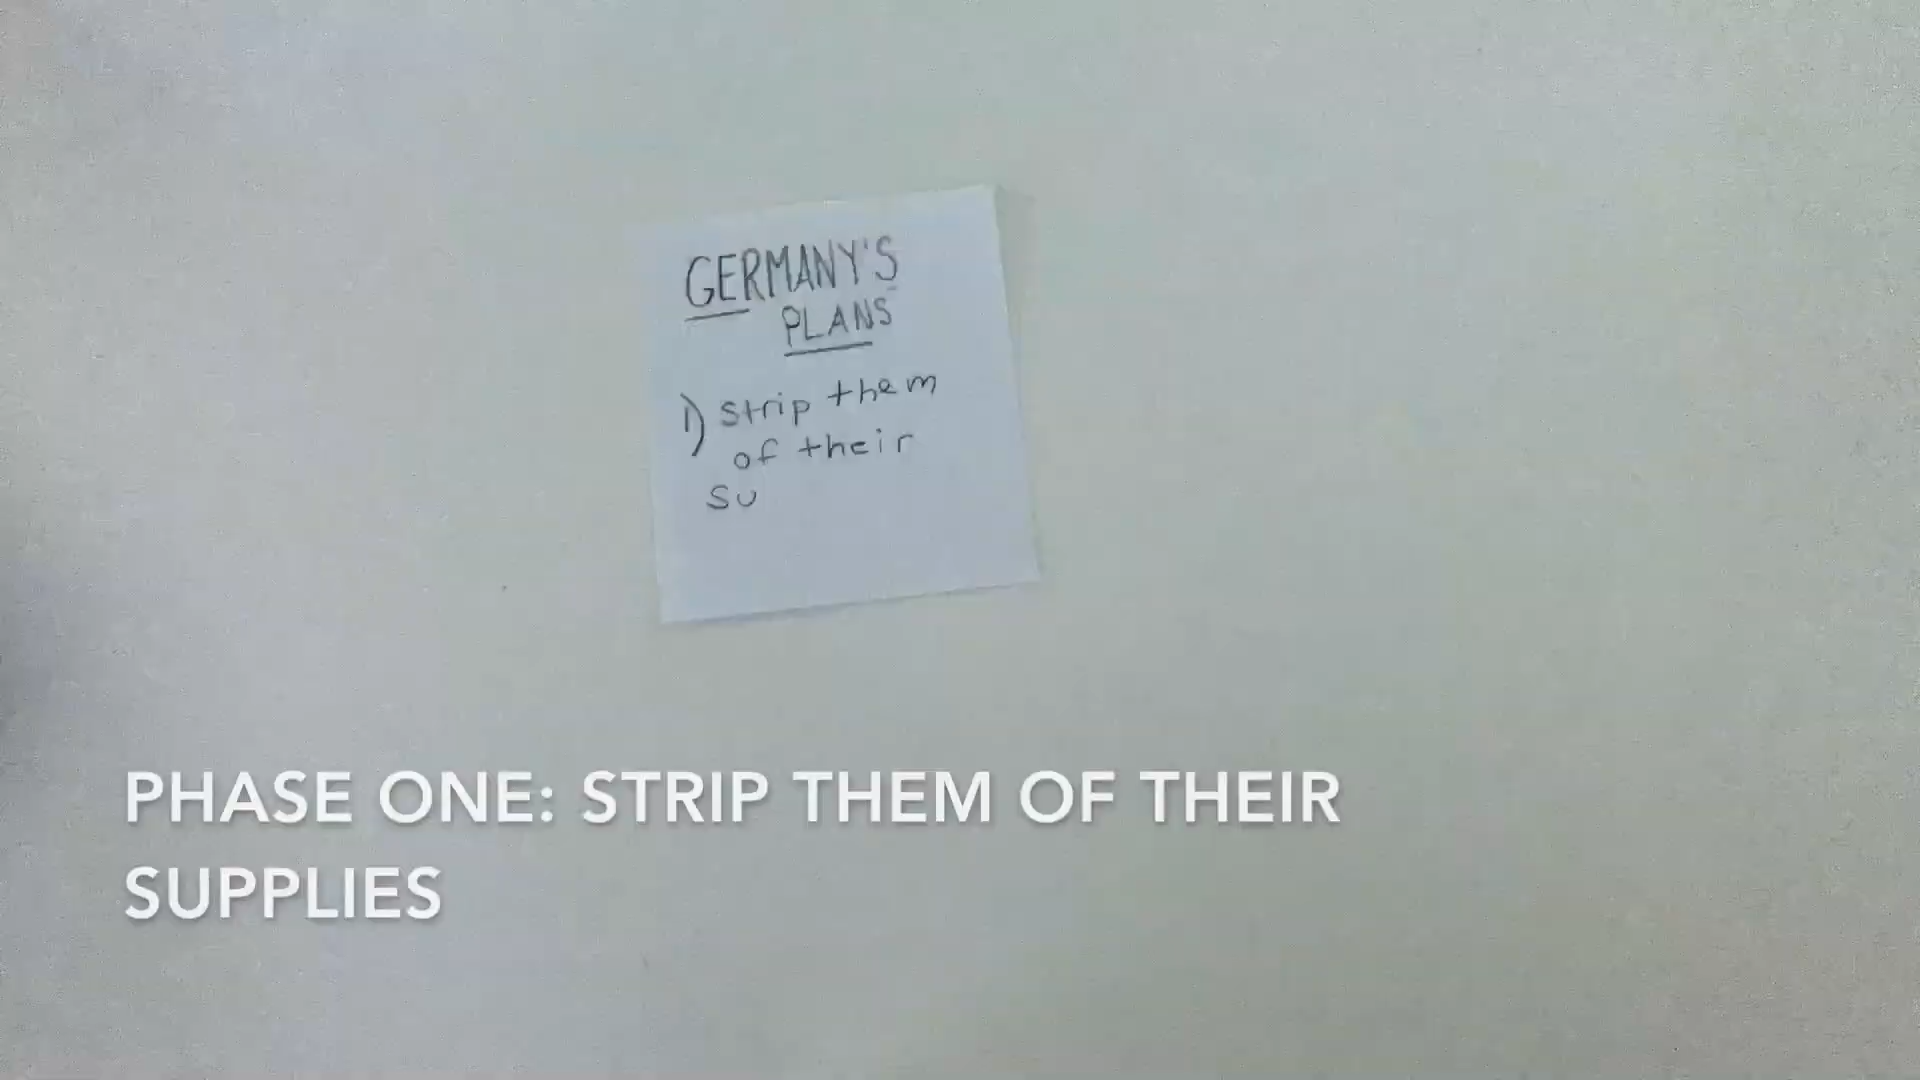 GERMANY'S
PLANS
1) Strip them
of their
su
PHASE ONE: STRIP THEM OF THEIR
SUPPLIES